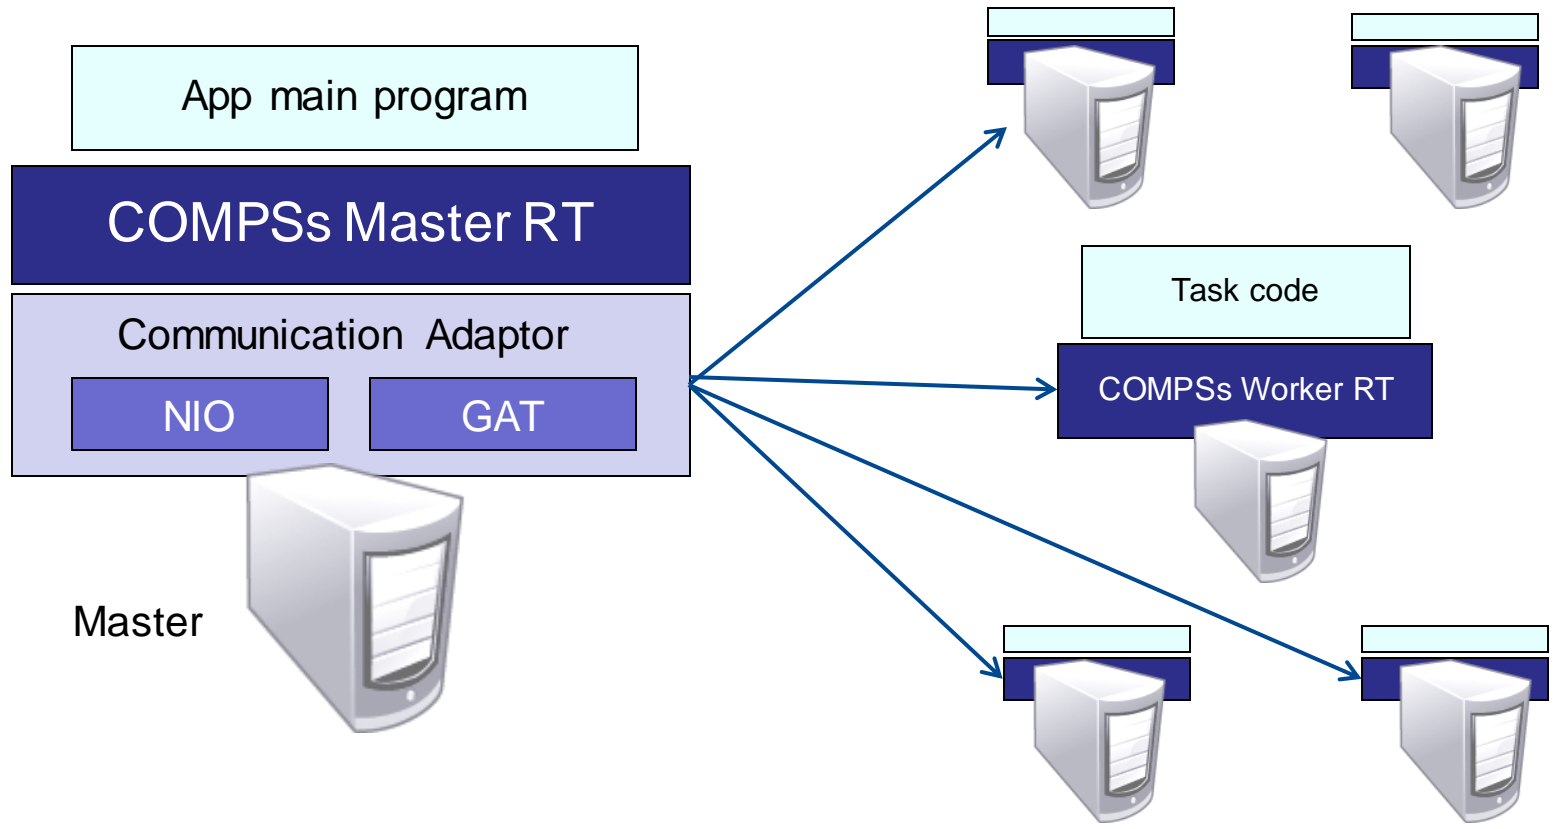 App main program
COMPSs Master RT
Communication Adaptor
NIO
GAT
Master
Task code
COMPSs Worker RT